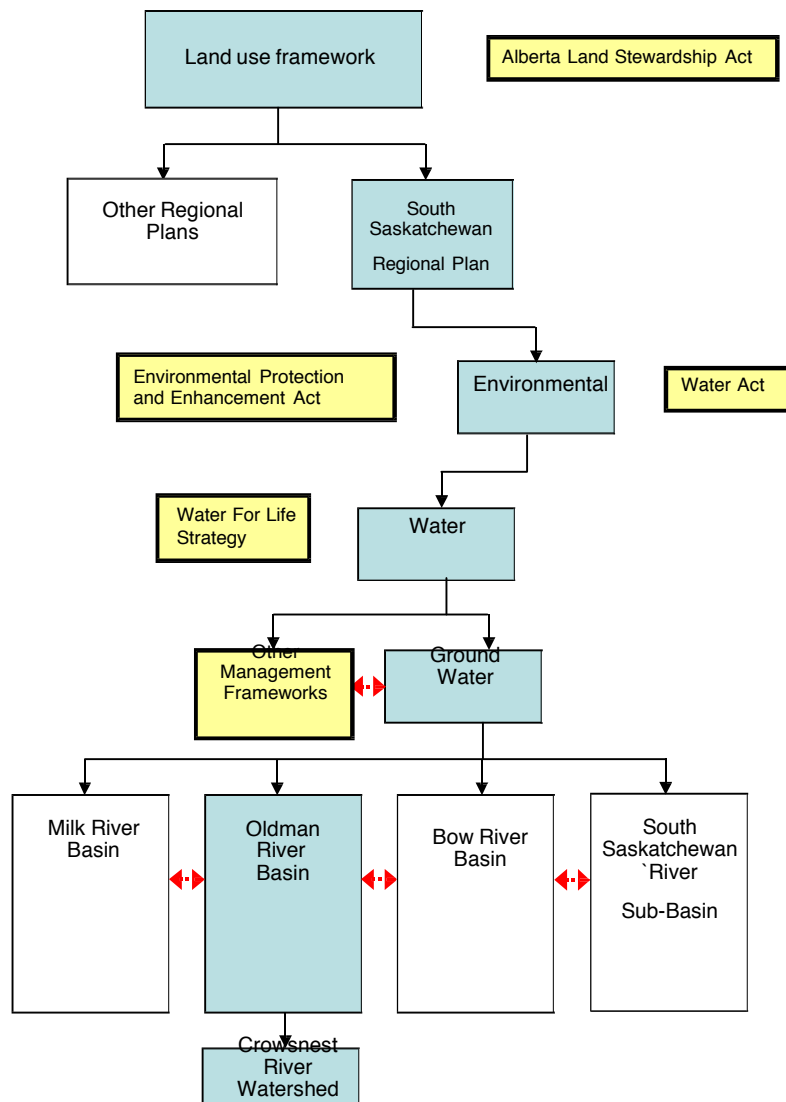 Land use framework
Alberta Land Stewardship Act
Other Regional
Plans
South
Saskatchewan
Regional Plan
Environmental Protection
and Enhancement Act
Environmental
Water Act
Water For Life
Strategy
Water
Other
Management
Frameworks
Ground
Water
Milk River
Basin
Oldman
River
Basin
Bow River
Basin
South
Saskatchewan
`River
Sub-Basin
Crowsnest
River
Watershed